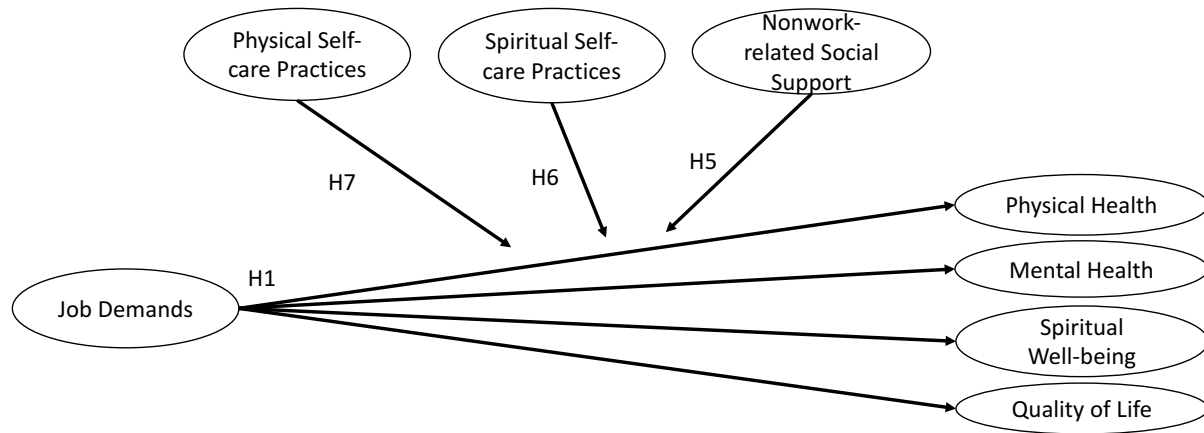 Physical Self-
care Practices
Spiritual Self-
care Practices
Nonwork-
related Social
Support
H7
H6
H5
H1
Job Demands
Physical Health
Mental Health
Spiritual
Well-being
Quality of Life